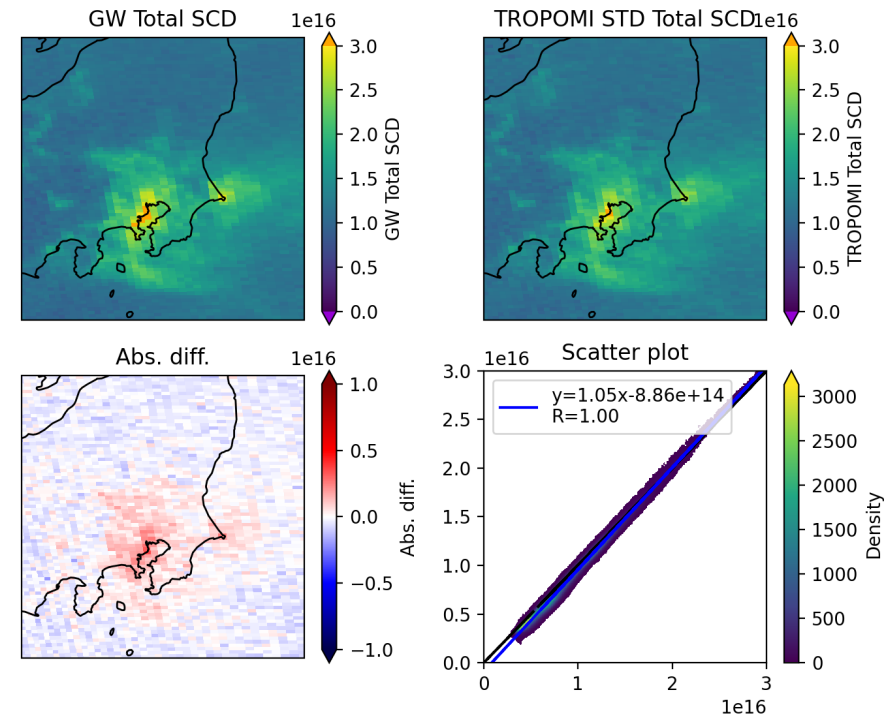 GW Total SCD
1e16
3.0
2.5
2.0
1.5
1.0
0.5
0.0
GW Total SCD
TROPOMI STD Total SCD
1e16
3.0
2.5
2.0
1.5
1.0
0.5
0.0
TROPOMI Total SCD
Abs. diff.
1e16
1.0
0.5
0.0
−0.5
−1.0
Abs. diff.
Scatter plot
1e16
3.0
2.5
2.0
1.5
1.0
0.5
0.0
y=1.05x-8.86e+14
R=1.00
0
1
2
3
1e16
3000
2500
2000
1500
1000
500
0
Density